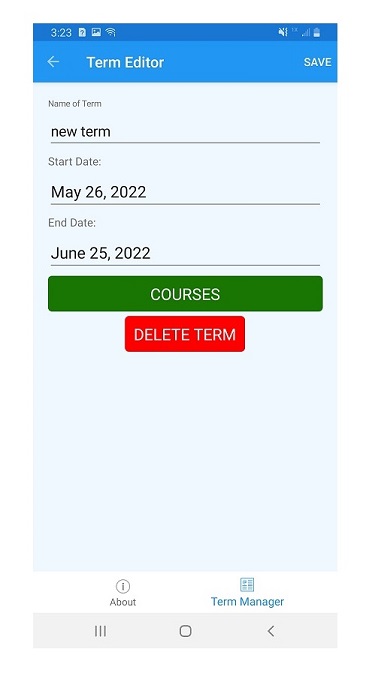 3:23
Term Editor SAVE
Name of Term
new term
Start Date:
May 26, 2022
End Date:
June 25, 2022
COURSES
DELETE TERM
About Term Manager